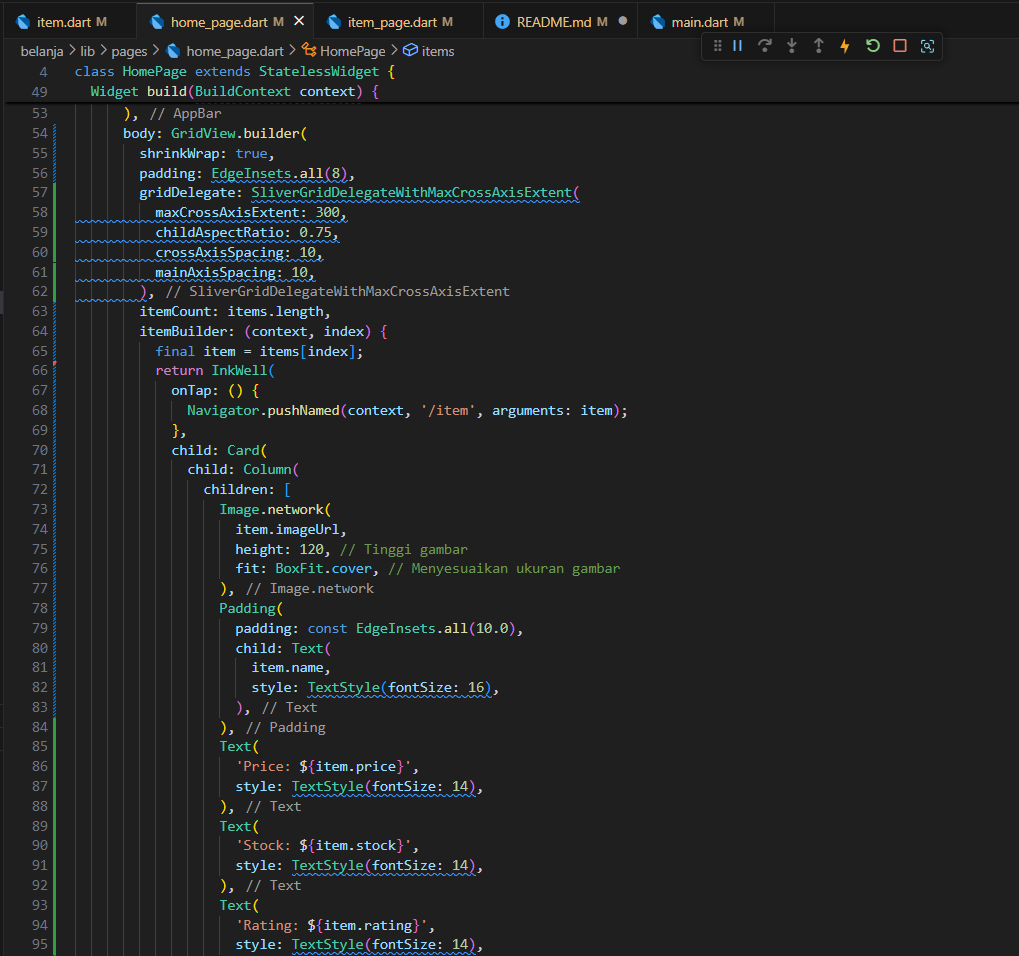 item.dart M
home_page.dart M
item_page.dart M
README.md M
main.dart M
belanja > lib > pages > home_page.dart > HomePage > items
4 class HomePage extends StatelessWidget {
49 Widget build(BuildContext context) {
53 ), // AppBar
54 body: GridView.builder(
55 shrinkWrap: true,
56 padding: EdgeInsets.all(8),
57 gridDelegate: SliverGridDelegateWithMaxCrossAxisExtent(
58 maxCrossAxisExtent: 300,
59 childAspectRatio: 0.75,
60 crossAxisSpacing: 10,
61 mainAxisSpacing: 10,
62 ), // SliverGridDelegateWithMaxCrossAxisExtent
63 itemCount: items.length,
64 itemBuilder: (context, index) {
65 final item = items[index];
66 return InkWell(
67 onTap: () {
68 Navigator.pushNamed(context, '/item', arguments: item);
69 },
70 child: Card(
71 child: Column(
72 children: [
73 Image.network(
74 item.imageUrl,
75 height: 120, // Tinggi gambar
76 fit: BoxFit.cover, // Menyesuaikan ukuran gambar
77 ), // Image.network
78 Padding(
79 padding: const EdgeInsets.all(10.0),
80 child: Text(
81 item.name,
82 style: TextStyle(fontSize: 16),
83 ), // Text
84 ), // Padding
85 Text(
86 'Price: ${item.price}',
87 style: TextStyle(fontSize: 14),
88 ), // Text
89 Text(
90 'Stock: ${item.stock}',
91 style: TextStyle(fontSize: 14),
92 ), // Text
93 Text(
94 'Rating: ${item.rating}',
95 style: TextStyle(fontSize: 14),